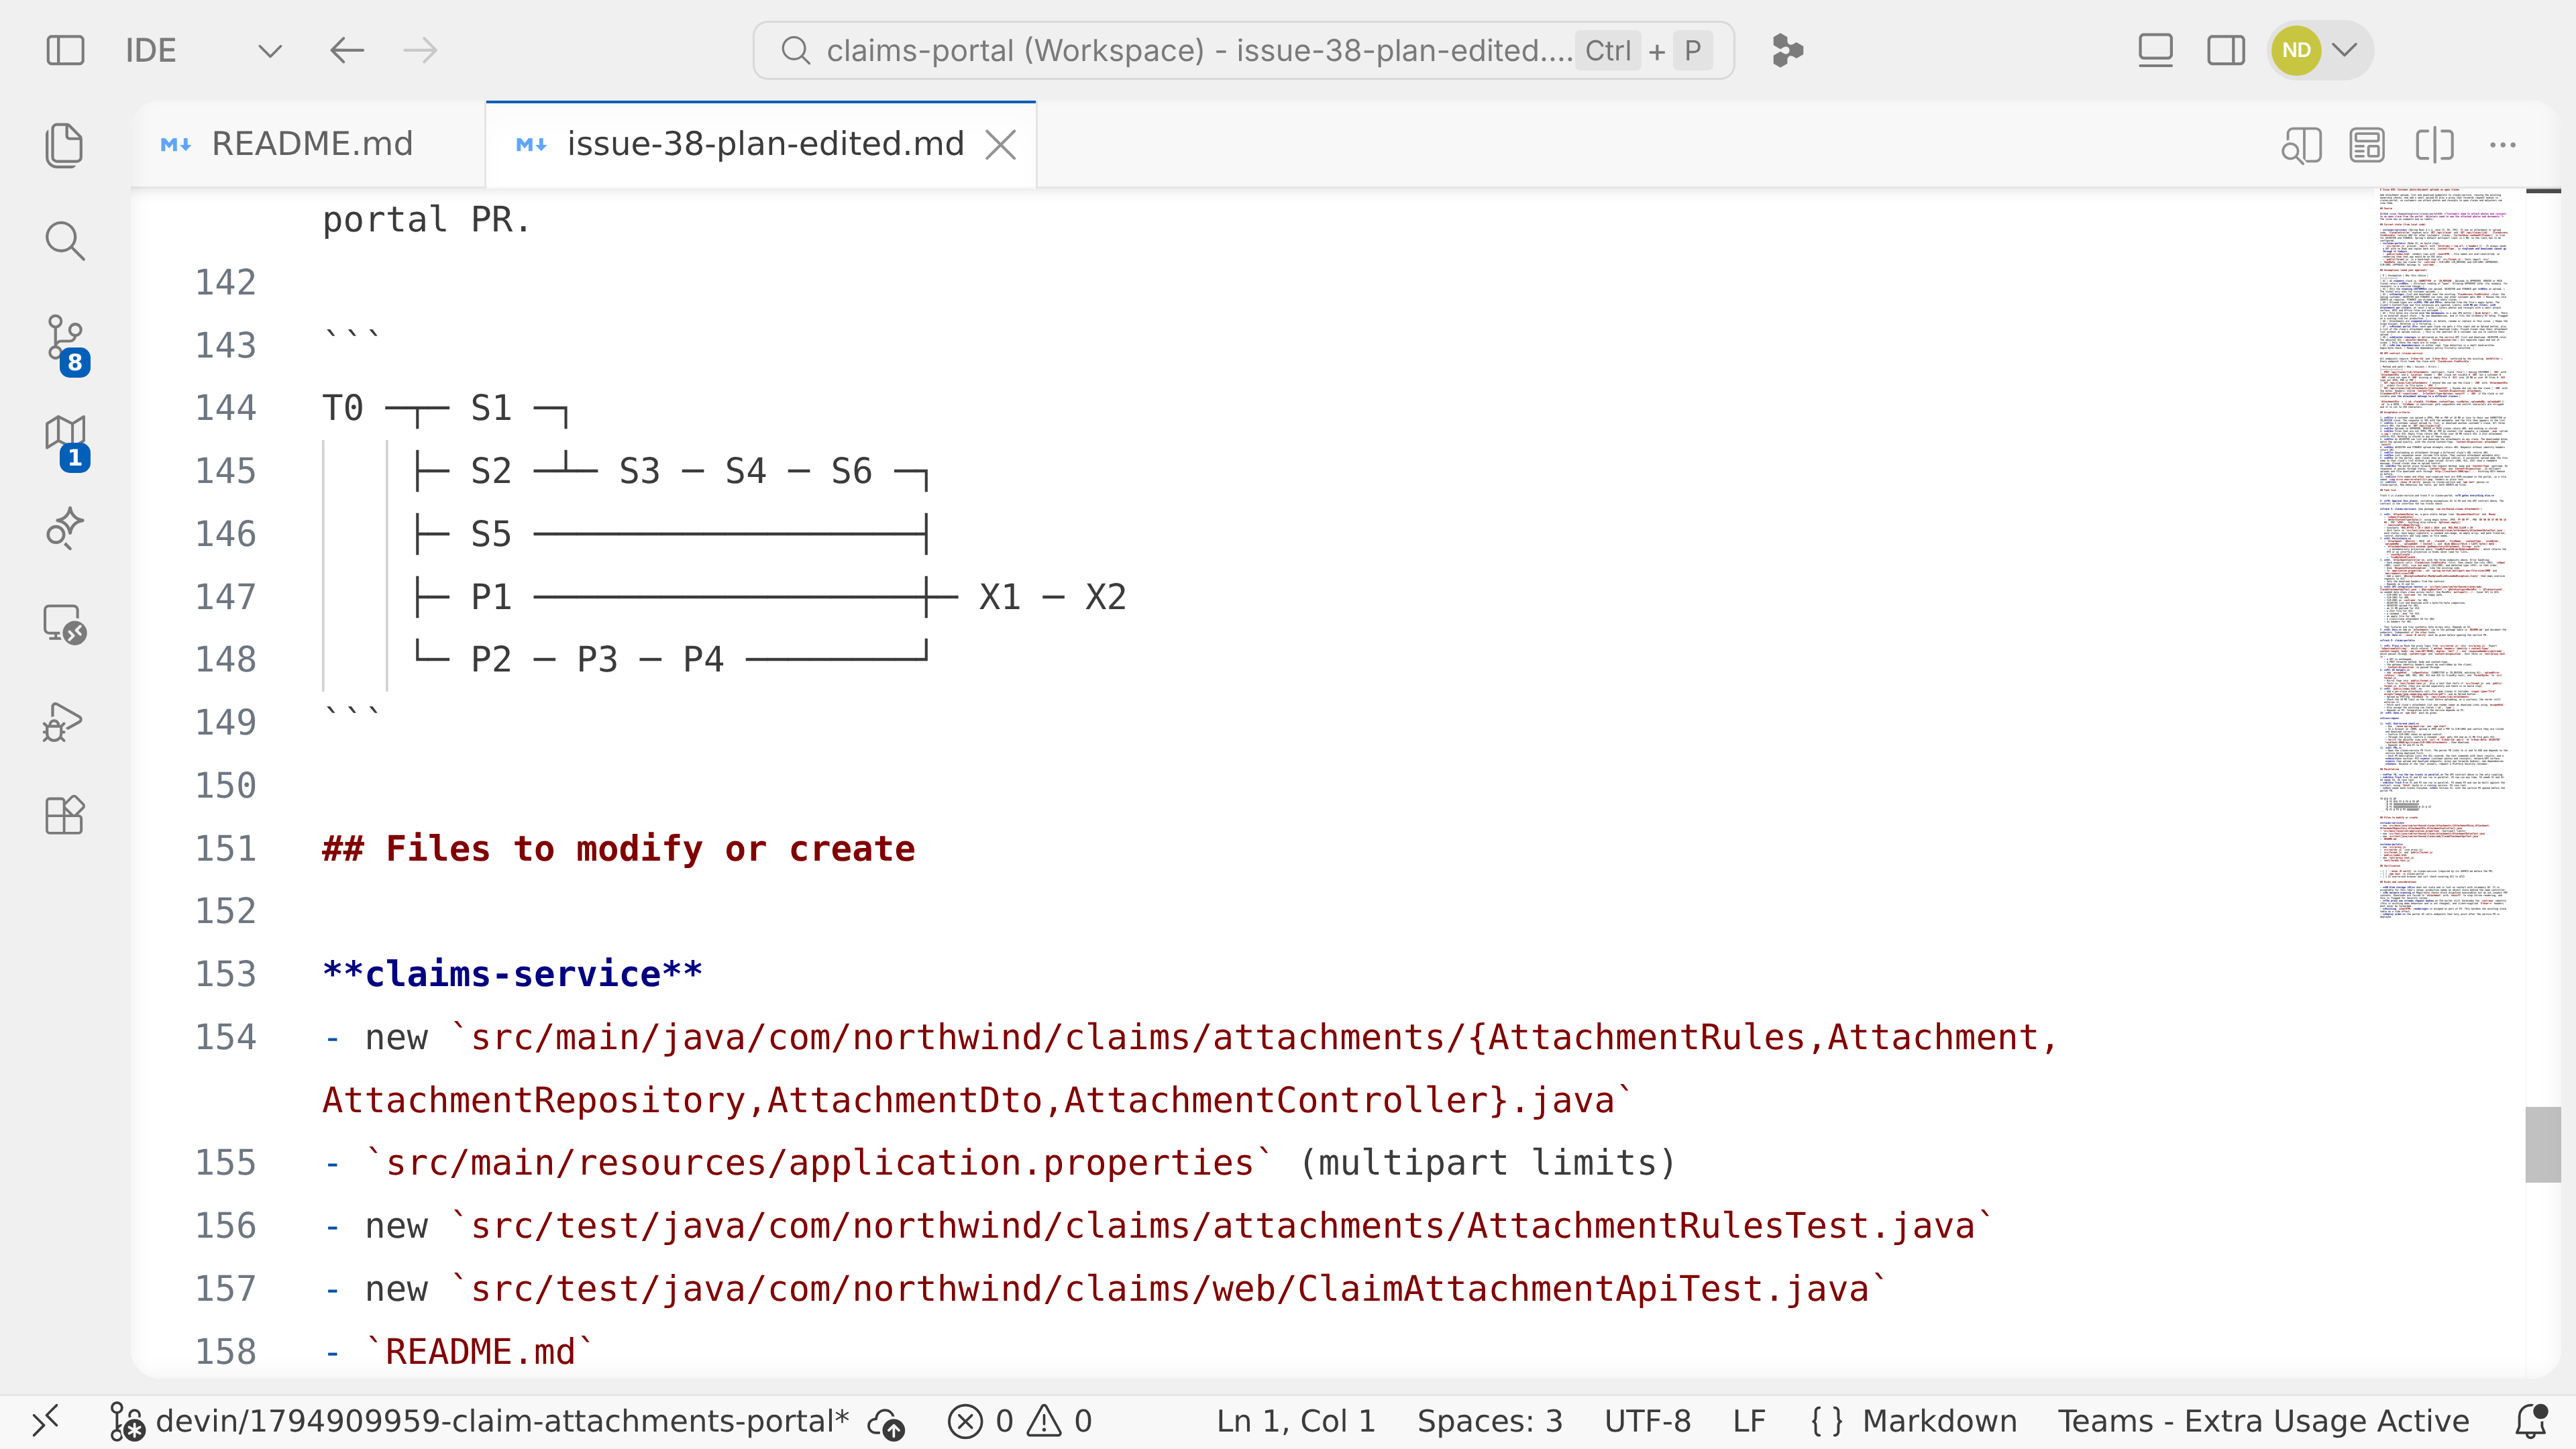 IDE
claims-portal (Workspace) - issue-38-plan-edited.... Ctrl + P
ND
README.md
issue-38-plan-edited.md
8
1
portal PR.
142
143 ```
144 T0 ─┬─ S1 ─┐
145 ├─ S2 ─┴─ S3 ─ S4 ─ S6 ─┐
146 ├─ S5 ──────────────────┤
147 ├─ P1 ──────────────────┼─ X1 ─ X2
148 └─ P2 ─ P3 ─ P4 ────────┘
149 ```
150
151 ## Files to modify or create
152
153 **claims-service**
154 - new `src/main/java/com/northwind/claims/attachments/{AttachmentRules,Attachment,
AttachmentRepository,AttachmentDto,AttachmentController}.java`
155 - `src/main/resources/application.properties` (multipart limits)
156 - new `src/test/java/com/northwind/claims/attachments/AttachmentRulesTest.java`
157 - new `src/test/java/com/northwind/claims/web/ClaimAttachmentApiTest.java`
158 - `README.md`
devin/1794909959-claim-attachments-portal* 0 0 Ln 1, Col 1 Spaces: 3 UTF-8 LF {} Markdown Teams - Extra Usage Active